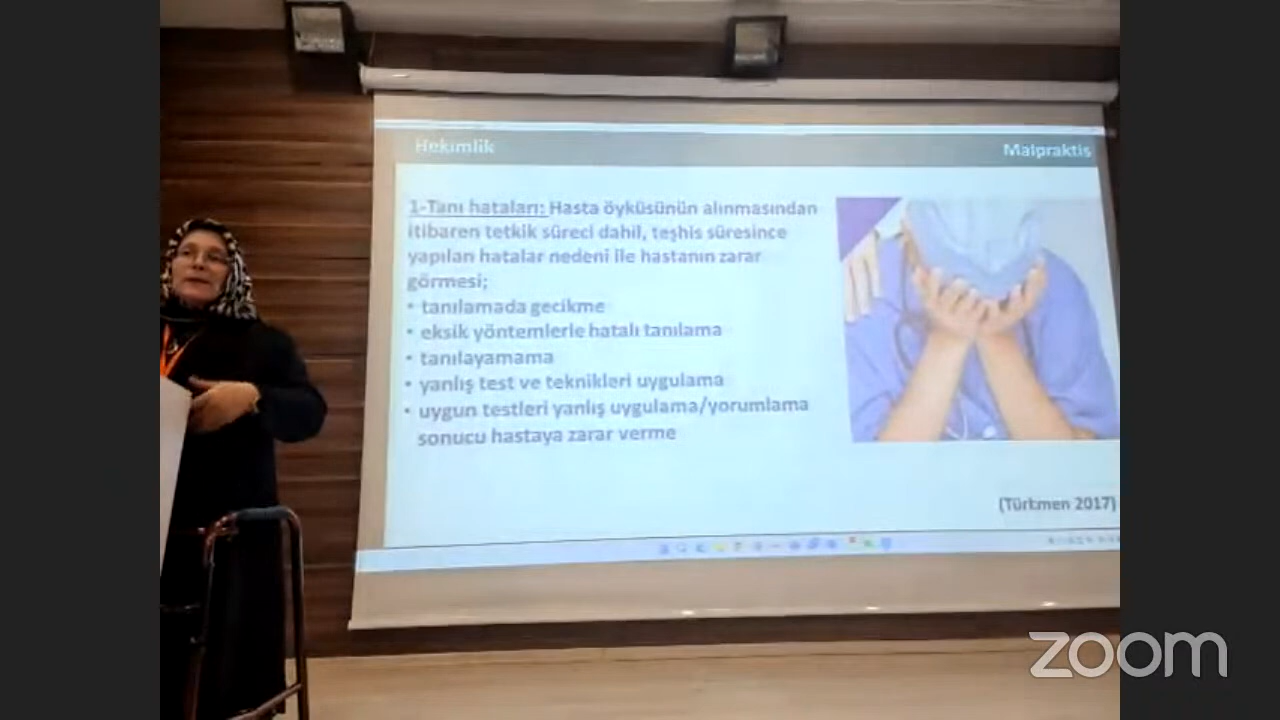 Hekimlik
Malpraktis
1-Tanı hataları: Hasta öyküsünün alınmasından
itibaren tetkik süreci dahil, teşhis süresince
yapılan hatalar nedeni ile hastanın zarar
görmesi;
• tanılamada gecikme
• eksik yöntemlerle hatalı tanılama
• tanılayamama
• yanlış test ve teknikleri uygulama
• uygun testleri yanlış uygulama/yorumlama
sonucu hastaya zarar verme
(Türkmen 2017)
zoom